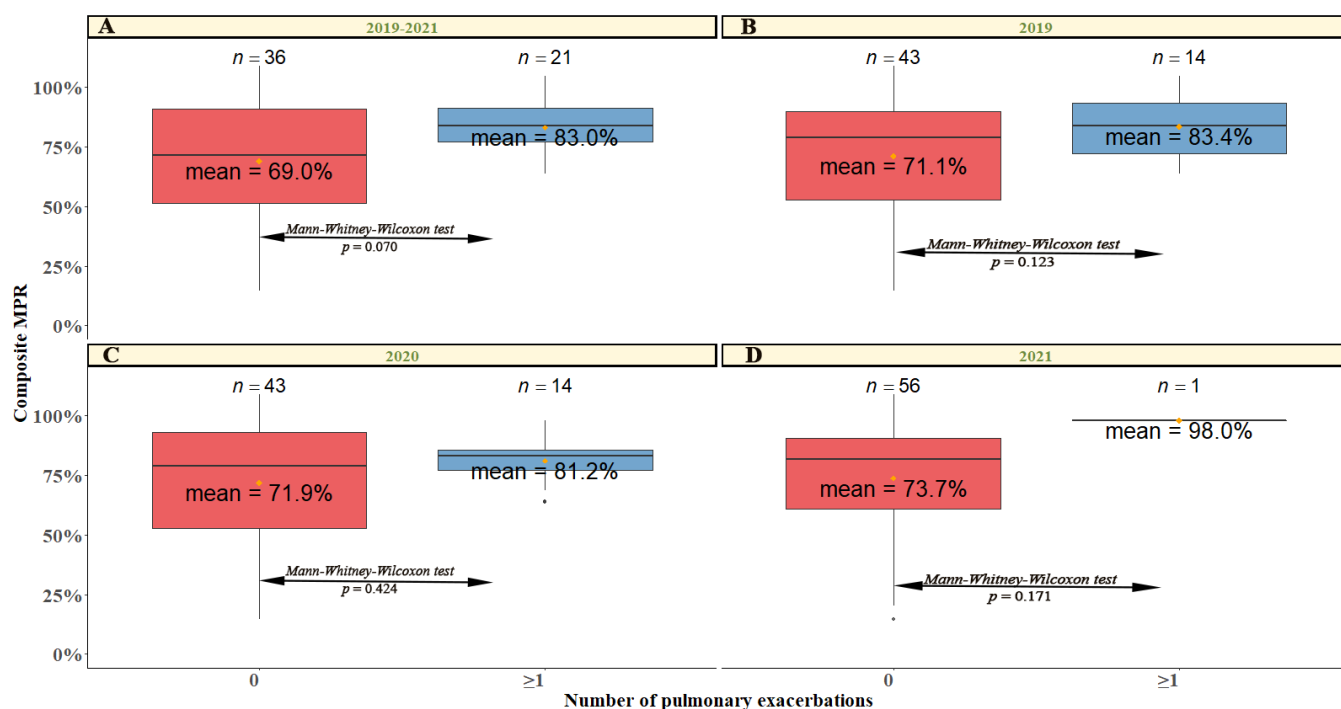 A 2019-2021
n = 36 n = 21
100%
75%
50%
25%
0%
mean = 69.0%
mean = 83.0%
Mann-Whitney-Wilcoxon test
p = 0.070
B 2019
n = 43 n = 14
mean = 71.1%
mean = 83.4%
Mann-Whitney-Wilcoxon test
p = 0.123
Composite MPR
C 2020
n = 43 n = 14
100%
75%
50%
25%
0%
mean = 71.9%
mean = 81.2%
Mann-Whitney-Wilcoxon test
p = 0.424
0 ≥1
D 2021
n = 56 n = 1
mean = 73.7%
mean = 98.0%
Mann-Whitney-Wilcoxon test
p = 0.171
0 ≥1
Number of pulmonary exacerbations